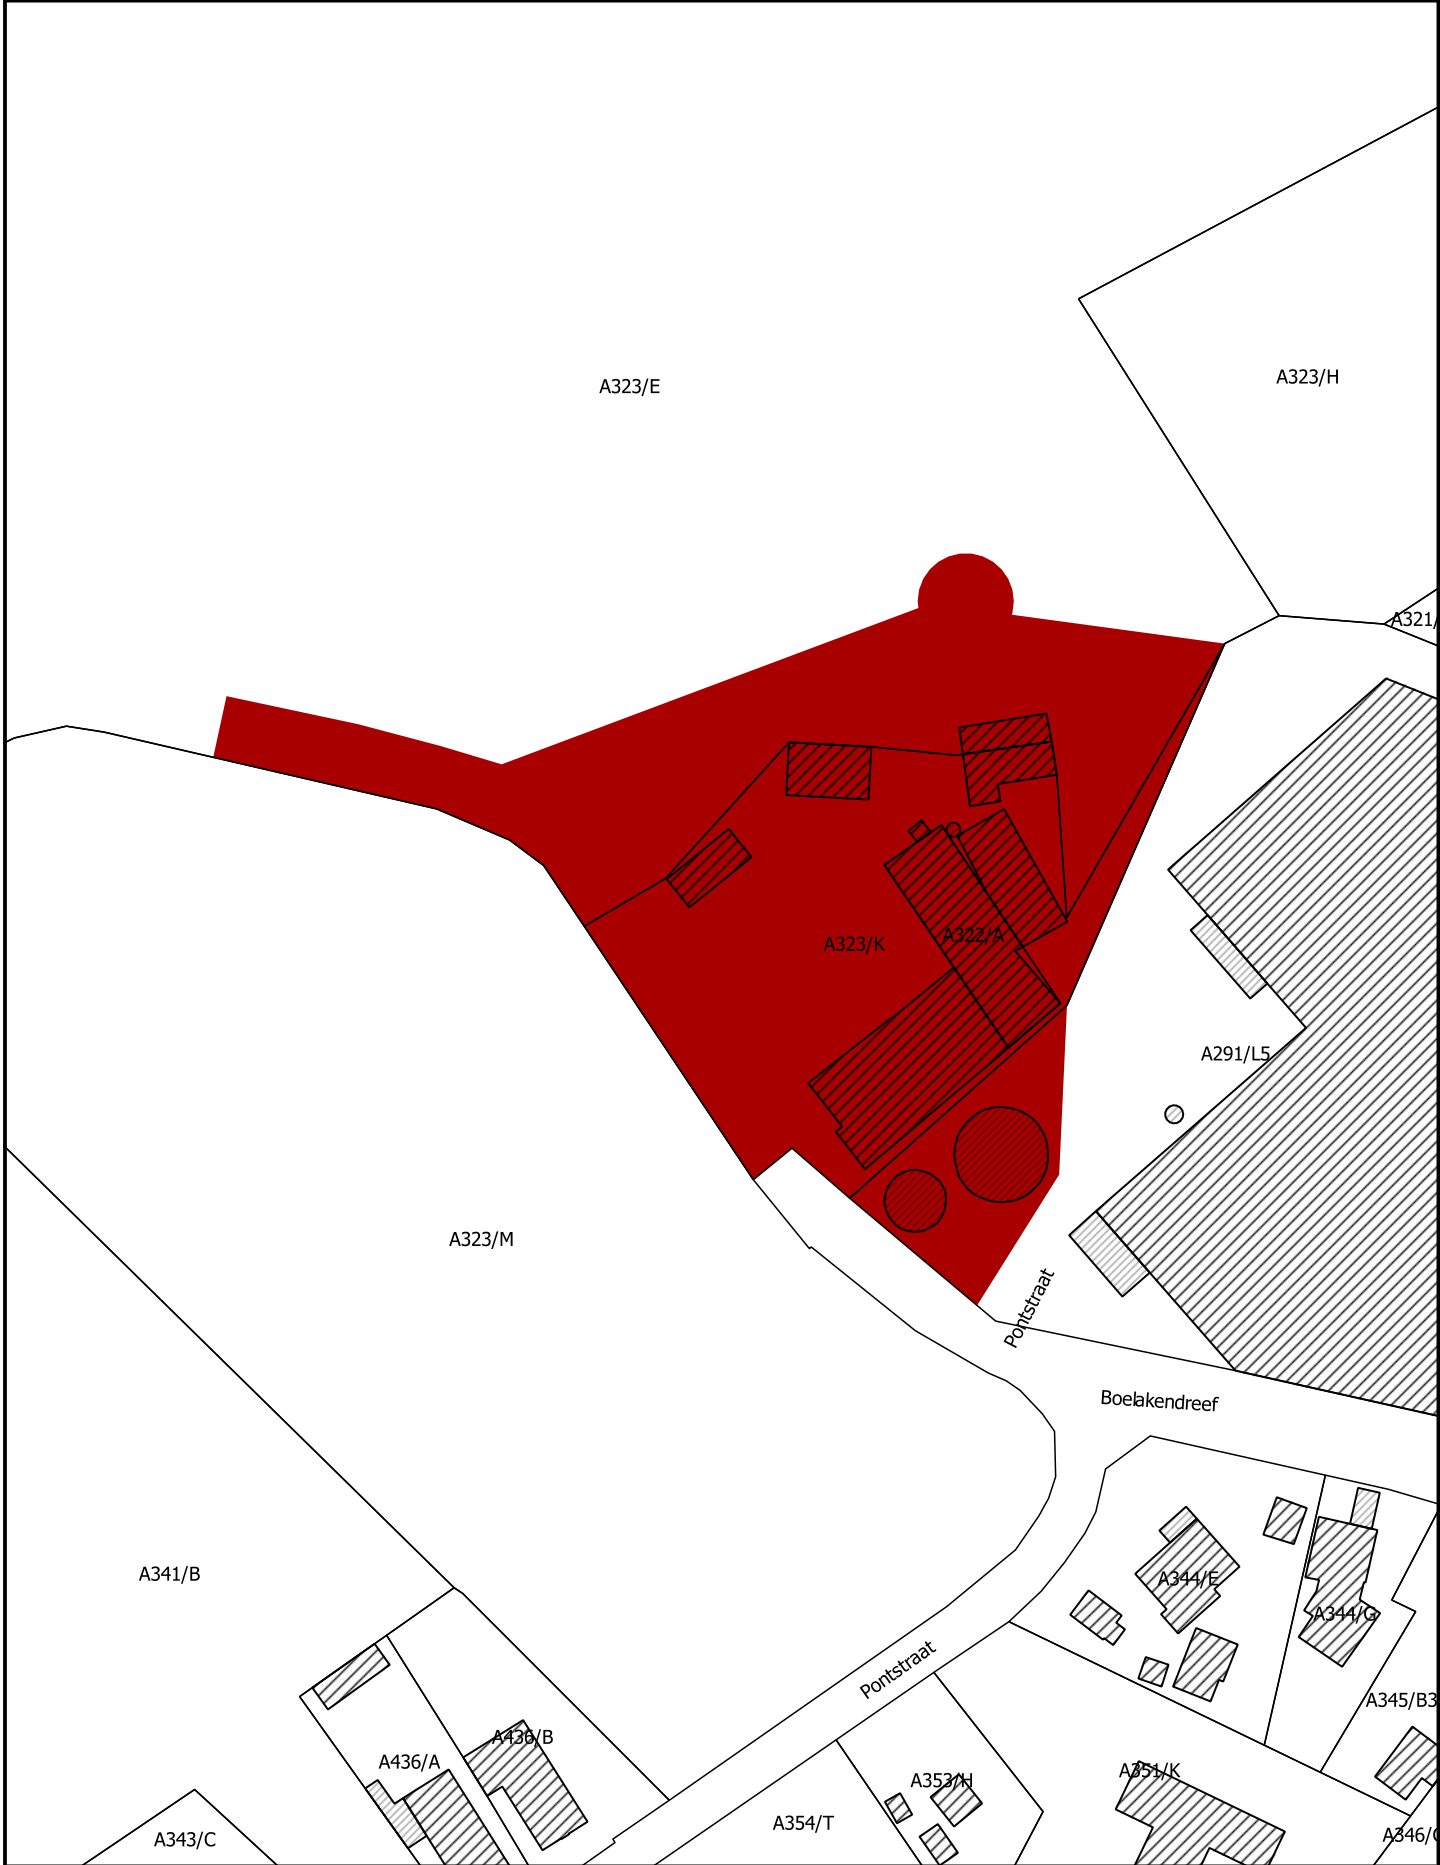 A323/H
A323/E
A321/
A322/A
A323/K
A291/L5
A323/M
Pontstraat
Boelakendreef
A341/B
A344/E
A344/G
Pontstraat
A345/B3
A436/B
A436/A
A351/K
A353/H
A354/T
A343/C
A346/